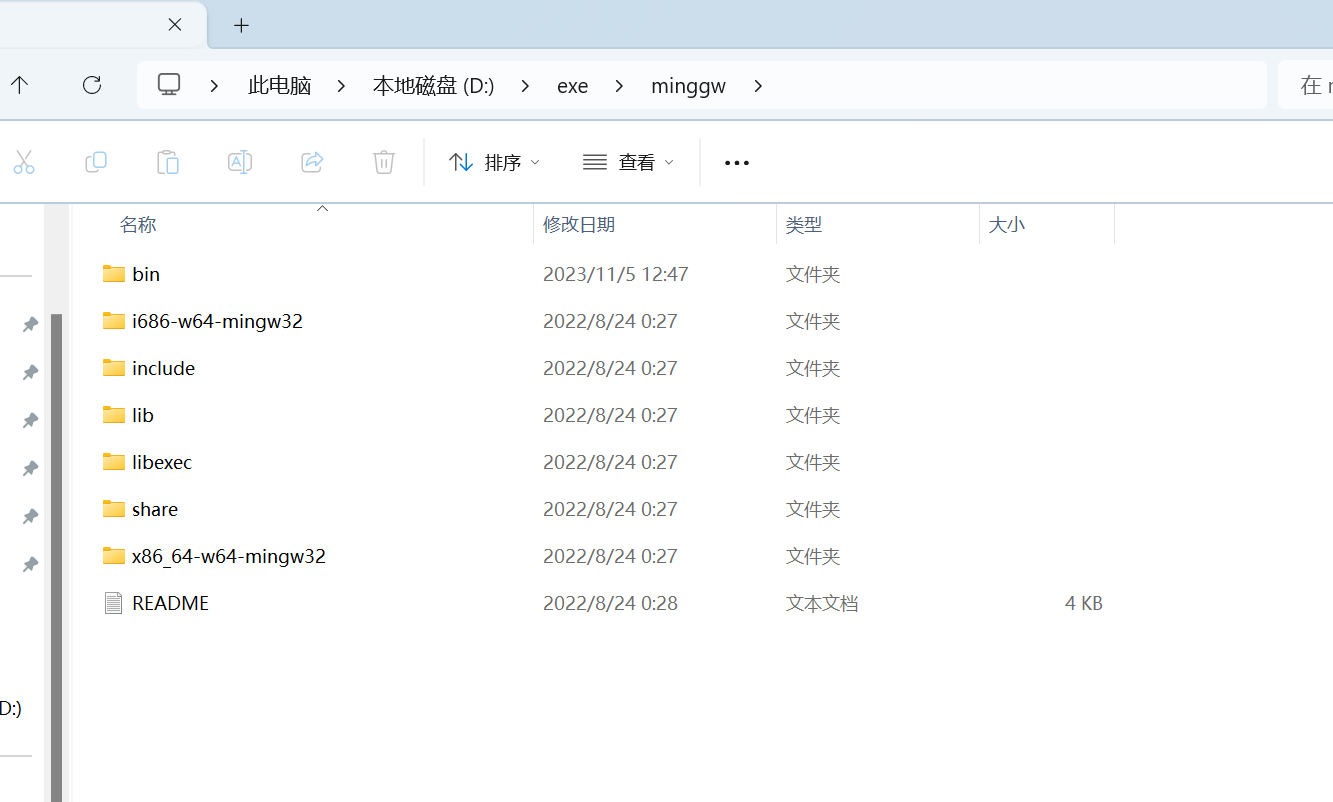 此电脑 本地磁盘 (D:) exe minggw 在
排序 查看
名称 修改日期 类型 大小
bin 2023/11/5 12:47 文件夹
i686-w64-mingw32 2022/8/24 0:27 文件夹
include 2022/8/24 0:27 文件夹
lib 2022/8/24 0:27 文件夹
libexec 2022/8/24 0:27 文件夹
share 2022/8/24 0:27 文件夹
x86_64-w64-mingw32 2022/8/24 0:27 文件夹
README 2022/8/24 0:28 文本文档 4 KB
D:)